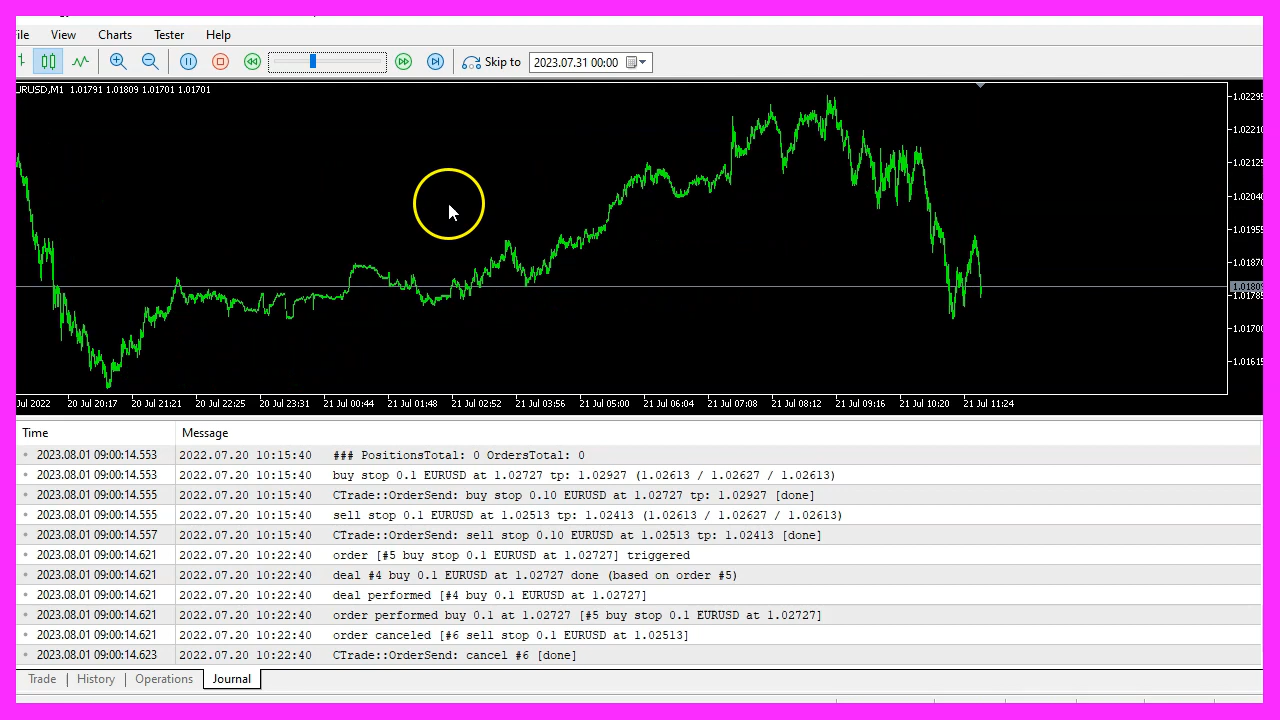 ile View Charts Tester Help
Skip to 2023.07.31 00:00
URUSD,M1 1.01791 1.01809 1.01701 1.01701
1.02295
1.02210
1.02125
1.02040
1.01955
1.01870
1.01809
1.01785
1.01700
1.01615
Jul 2022 20 Jul 20:17 20 Jul 21:21 20 Jul 22:25 20 Jul 23:31 21 Jul 00:44 21 Jul 01:48 21 Jul 02:52 21 Jul 03:56 21 Jul 05:00 21 Jul 06:04 21 Jul 07:08 21 Jul 08:12 21 Jul 09:16 21 Jul 10:20 21 Jul 11:24
Time Message
2023.08.01 09:00:14.553 2022.07.20 10:15:40 ### PositionsTotal: 0 OrdersTotal: 0
2023.08.01 09:00:14.553 2022.07.20 10:15:40 buy stop 0.1 EURUSD at 1.02727 tp: 1.02927 (1.02613 / 1.02627 / 1.02613)
2023.08.01 09:00:14.555 2022.07.20 10:15:40 CTrade::OrderSend: buy stop 0.10 EURUSD at 1.02727 tp: 1.02927 [done]
2023.08.01 09:00:14.555 2022.07.20 10:15:40 sell stop 0.1 EURUSD at 1.02513 tp: 1.02413 (1.02613 / 1.02627 / 1.02613)
2023.08.01 09:00:14.557 2022.07.20 10:15:40 CTrade::OrderSend: sell stop 0.10 EURUSD at 1.02513 tp: 1.02413 [done]
2023.08.01 09:00:14.621 2022.07.20 10:22:40 order [#5 buy stop 0.1 EURUSD at 1.02727] triggered
2023.08.01 09:00:14.621 2022.07.20 10:22:40 deal #4 buy 0.1 EURUSD at 1.02727 done (based on order #5)
2023.08.01 09:00:14.621 2022.07.20 10:22:40 deal performed [#4 buy 0.1 EURUSD at 1.02727]
2023.08.01 09:00:14.621 2022.07.20 10:22:40 order performed buy 0.1 at 1.02727 [#5 buy stop 0.1 EURUSD at 1.02727]
2023.08.01 09:00:14.621 2022.07.20 10:22:40 order canceled [#6 sell stop 0.1 EURUSD at 1.02513]
2023.08.01 09:00:14.623 2022.07.20 10:22:40 CTrade::OrderSend: cancel #6 [done]
Trade History Operations Journal